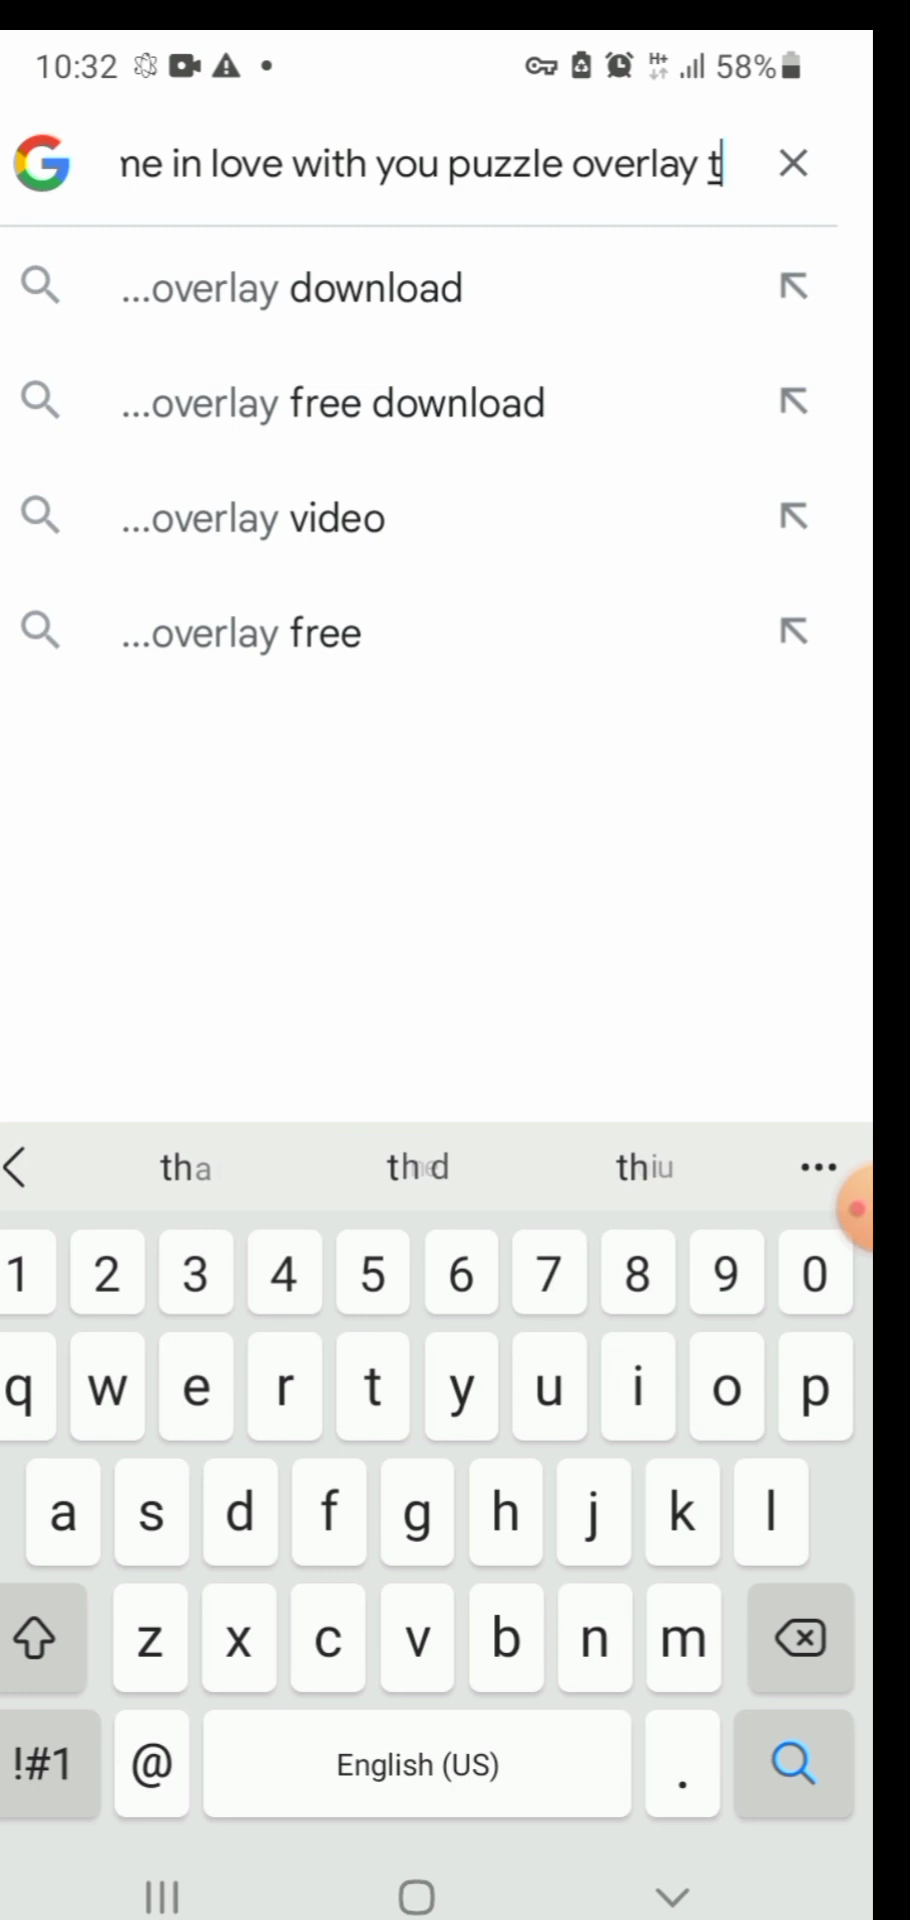 10:32 H+ 58%
ne in love with you puzzle overlay t
...overlay download
...overlay free download
...overlay video
...overlay free
tha thiu
1 2 3 4 5 6 7 8 9 0
q w e r t y u i o p
a s d f g h j k l
z x c v b n m
!#1 @ English (US) .